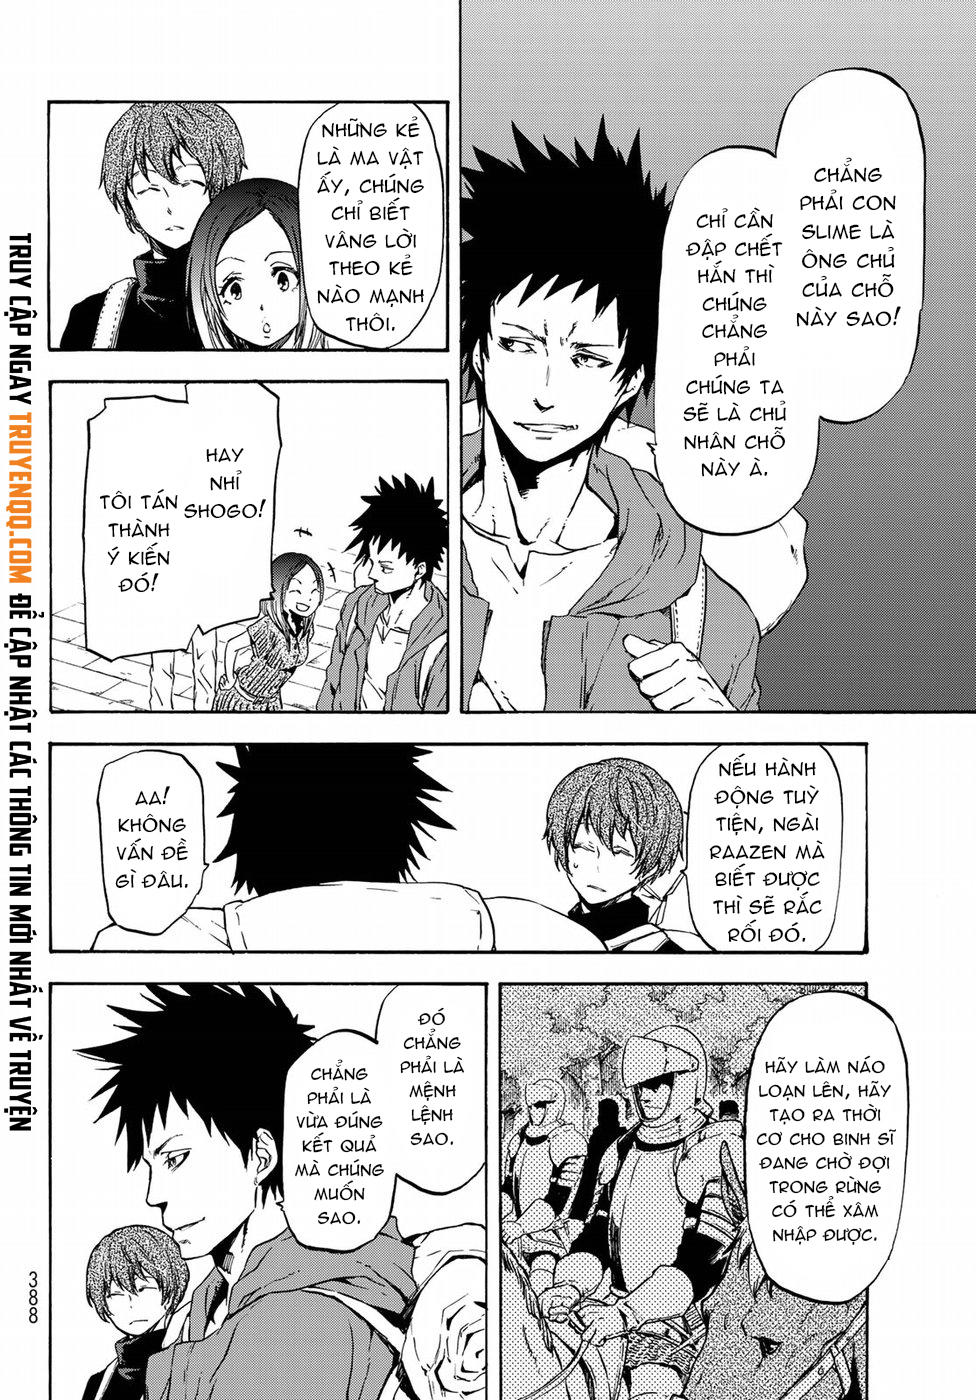 CHẲNG
PHẢI CON
SLIME LÀ
ÔNG CHỦ
CỦA CHỖ
NÀY SAO!
CHỈ CẦN
ĐẬP CHẾT
HẮN THÌ
CHÚNG
CHẲNG
PHẢI
CHÚNG TA
SẼ LÀ CHỦ
NHÂN CHỖ
NÀY À.
NHỮNG KẺ
LÀ MA VẬT
ẤY, CHÚNG
CHỈ BIẾT
VÂNG LỜI
THEO KẺ
NÀO MẠNH
THÔI.
HAY
NHỈ
SHOGO!
TÔI TÁN
THÀNH
Ý KIẾN
ĐÓ!
NẾU HÀNH
ĐỘNG TUỲ
TIỆN, NGÀI
RAAZEN MÀ
BIẾT ĐƯỢC
THÌ SẼ RẮC
RỐI ĐÓ.
AA!
KHÔNG
VẤN ĐỀ
GÌ ĐÂU.
HÃY LÀM NÁO
LOẠN LÊN, HÃY
TẠO RA THỜI
CƠ CHO BINH SĨ
ĐANG CHỜ ĐỢI
TRONG RỪNG
CÓ THỂ XÂM
NHẬP ĐƯỢC.
ĐÓ
CHẲNG
PHẢI LÀ
MỆNH
LỆNH
SAO.
CHẲNG
PHẢI LÀ
VỪA ĐÚNG
KẾT QUẢ
MÀ CHÚNG
MUỐN
SAO.
TRUY CẬP NGAY TRUYENQQ.COM ĐỂ CẬP NHẬT CÁC THÔNG TIN MỚI NHẤT VỀ TRUYỆN
388